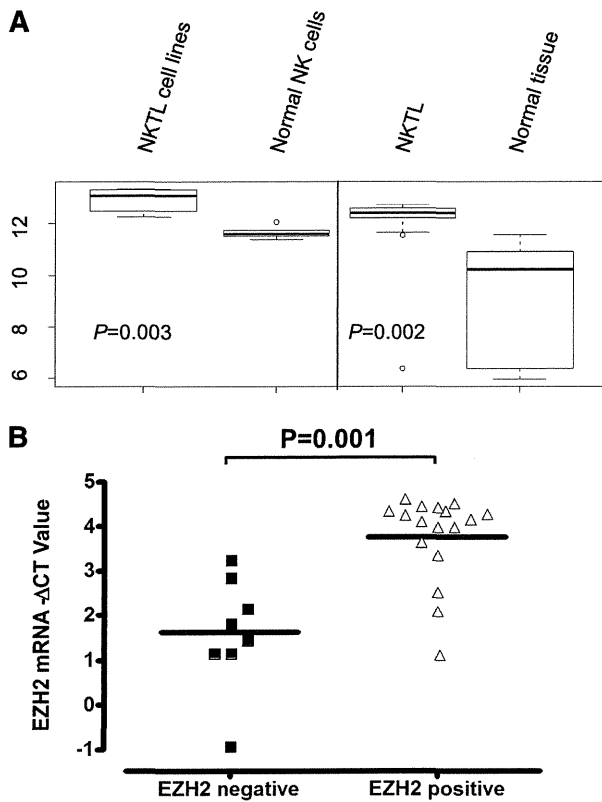 A
NKTL cell lines
Normal NK cells
NKTL
Normal tissue
12
10
8
6
P=0.003
P=0.002
B
P=0.001
5
4
3
2
1
0
-1
EZH2 mRNA -ΔCT Value
EZH2 negative
EZH2 positive